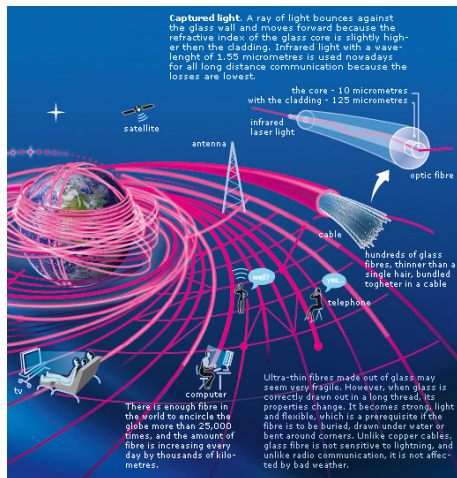 Captured light. A ray of light bounces against
the glass wall and moves forward because the
refractive index of the glass core is slightly high-
er then the cladding. Infrared light with a wave-
lenght of 1.55 micrometres is used nowadays
for all long distance communication because the
losses are lowest.
the core - 10 micrometres
with the cladding - 125 micrometres
infrared
laser light
optic fibre
satellite
antenna
cable
hundreds of glass
fibres, thinner than a
single hair, bundled
togheter in a cable
well?
yes..
telephone
tv
computer
There is enough fibre in
the world to encircle the
globe more than 25,000
times, and the amount of
fibre is increasing every
day by thousands of kilo-
metres.
Ultra-thin fibres made out of glass may
seem very fragile. However, when glass is
correctly drawn out in a long thread, its
properties change. It becomes strong, light
and flexible, which is a prerequisite if the
fibre is to be buried, drawn under water or
bent around corners. Unlike copper cables,
glass fibre is not sensitive to lightning, and
unlike radio communication, it is not affec-
ted by bad weather.